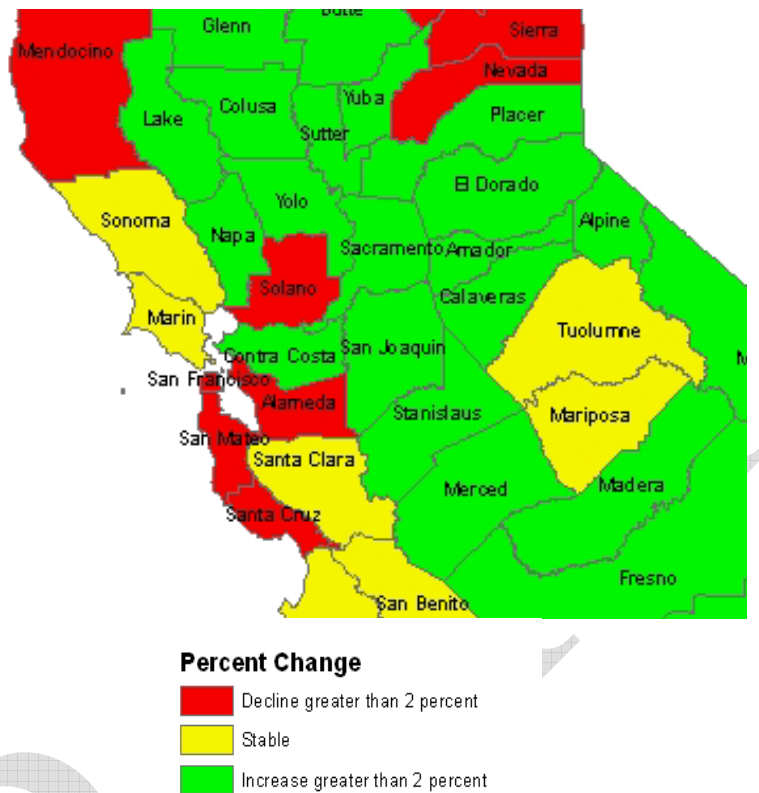 Butte
Glenn
Sierra
Mendocino
Nevada
Yuba
Colusa
Placer
Lake
Sutter
El Dorado
Yolo
Sonoma
Alpine
Napa
Sacramento
Amador
Solano
Calaveras
Marin
Tuolumne
San Joaquin
Contra Costa
M
San Francisco
Alameda
Stanislaus
Mariposa
San Mateo
Santa Clara
Merced
Madera
Santa Cruz
Fresno
San Benito
Percent Change
Decline greater than 2 percent
Stable
Increase greater than 2 percent